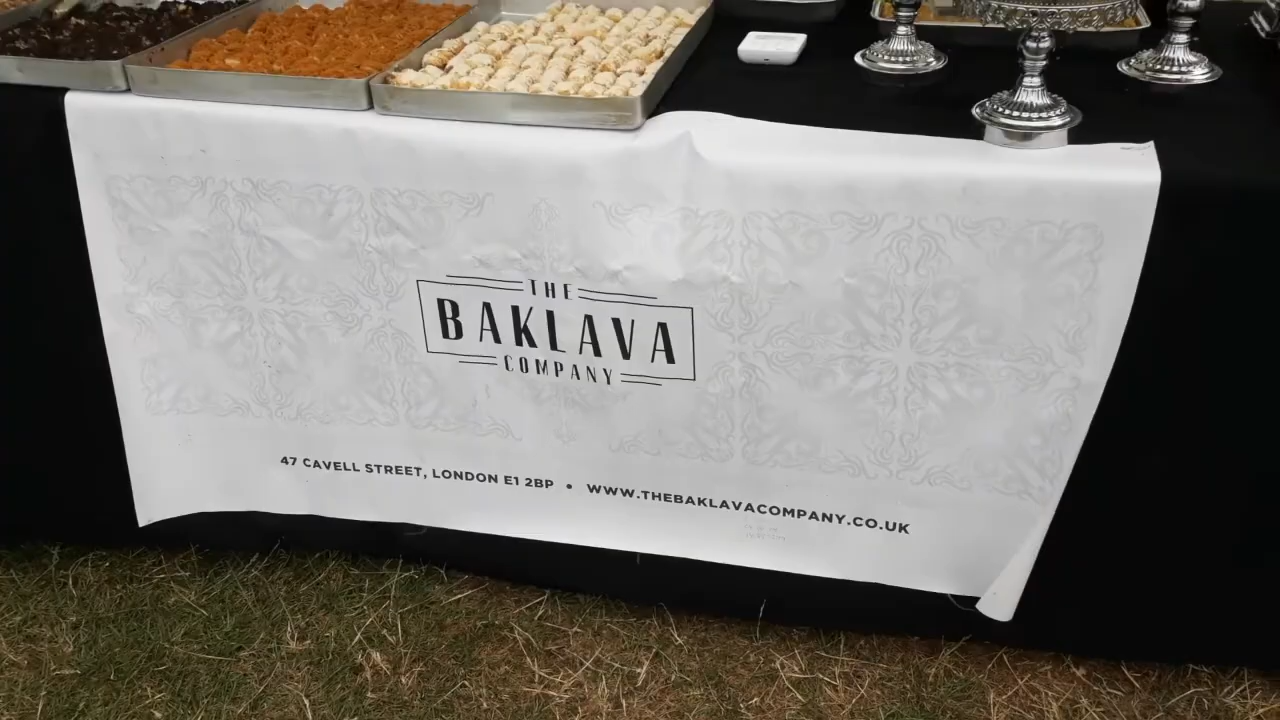 THE
BAKLAVA
COMPANY
47 CAVELL STREET, LONDON E1 2BP • WWW.THEBAKLAVACOMPANY.CO.UK